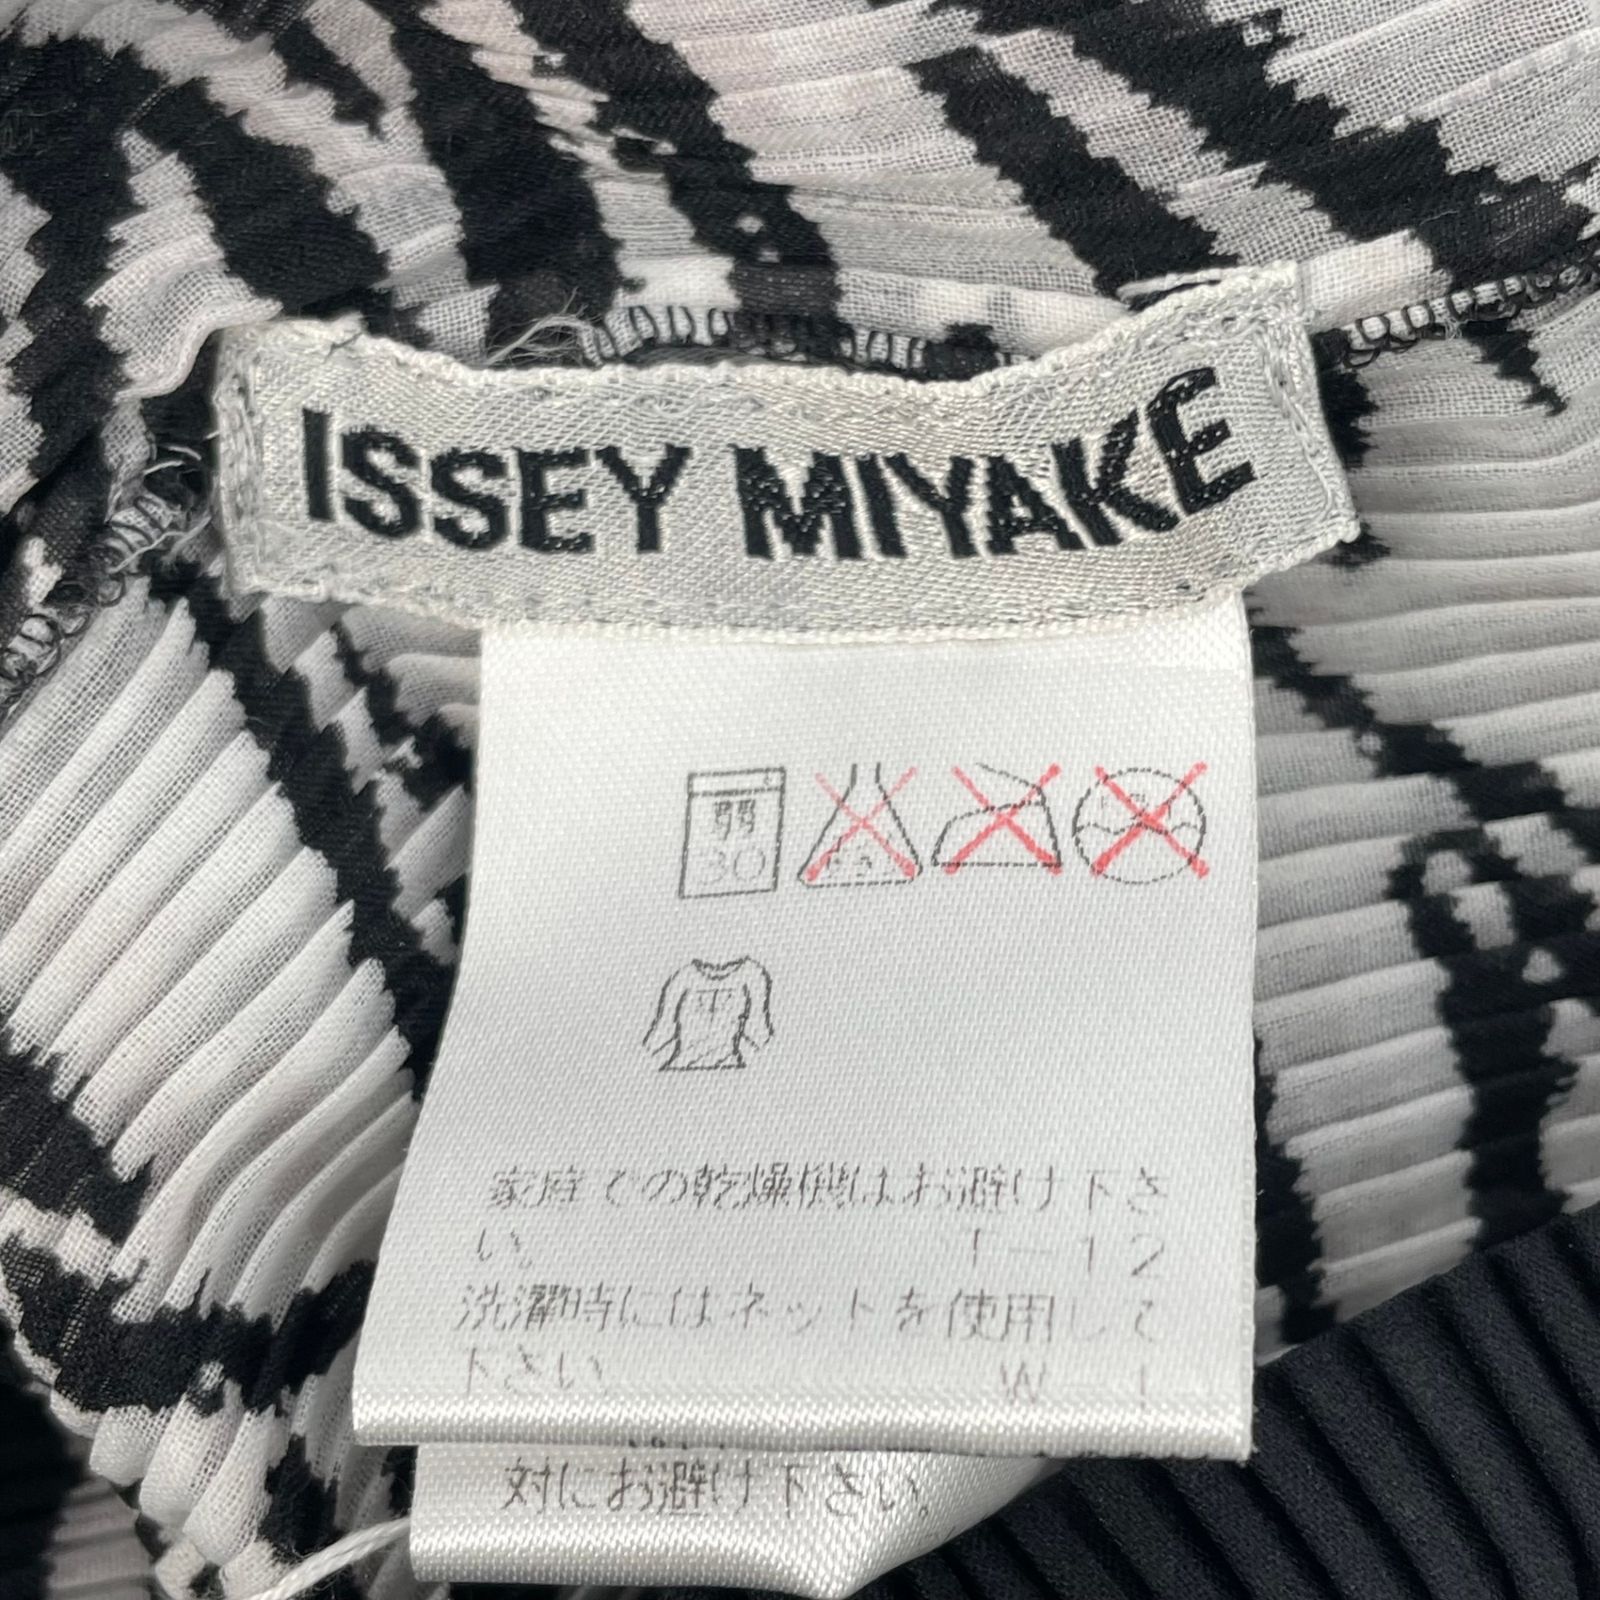 ISSEY MIYAKE
弱
30
平
家庭での乾燥機はお避け下さ
い。 T-12
洗濯時にはネットを使用して
下さい W-1
対にお避け下さい。